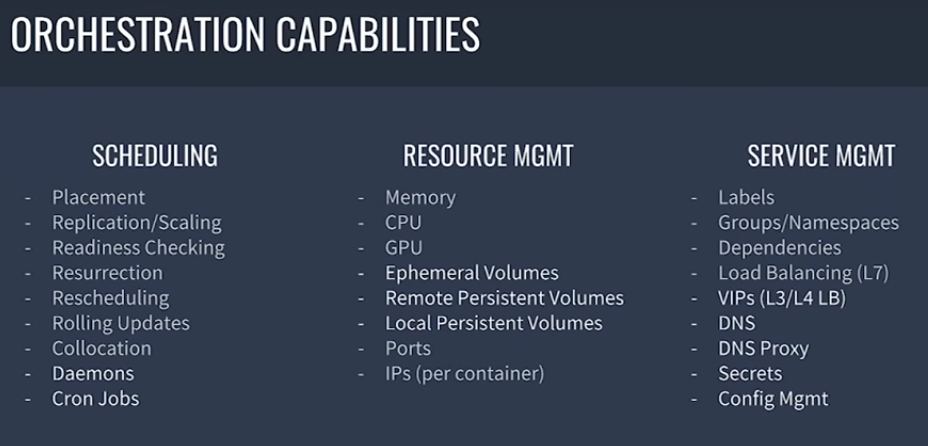 ORCHESTRATION CAPABILITIES
SCHEDULING
- Placement
- Replication/Scaling
- Readiness Checking
- Resurrection
- Rescheduling
- Rolling Updates
- Collocation
- Daemons
- Cron Jobs
RESOURCE MGMT
- Memory
- CPU
- GPU
- Ephemeral Volumes
- Remote Persistent Volumes
- Local Persistent Volumes
- Ports
- IPs (per container)
SERVICE MGMT
- Labels
- Groups/Namespaces
- Dependencies
- Load Balancing (L7)
- VIPs (L3/L4 LB)
- DNS
- DNS Proxy
- Secrets
- Config Mgmt